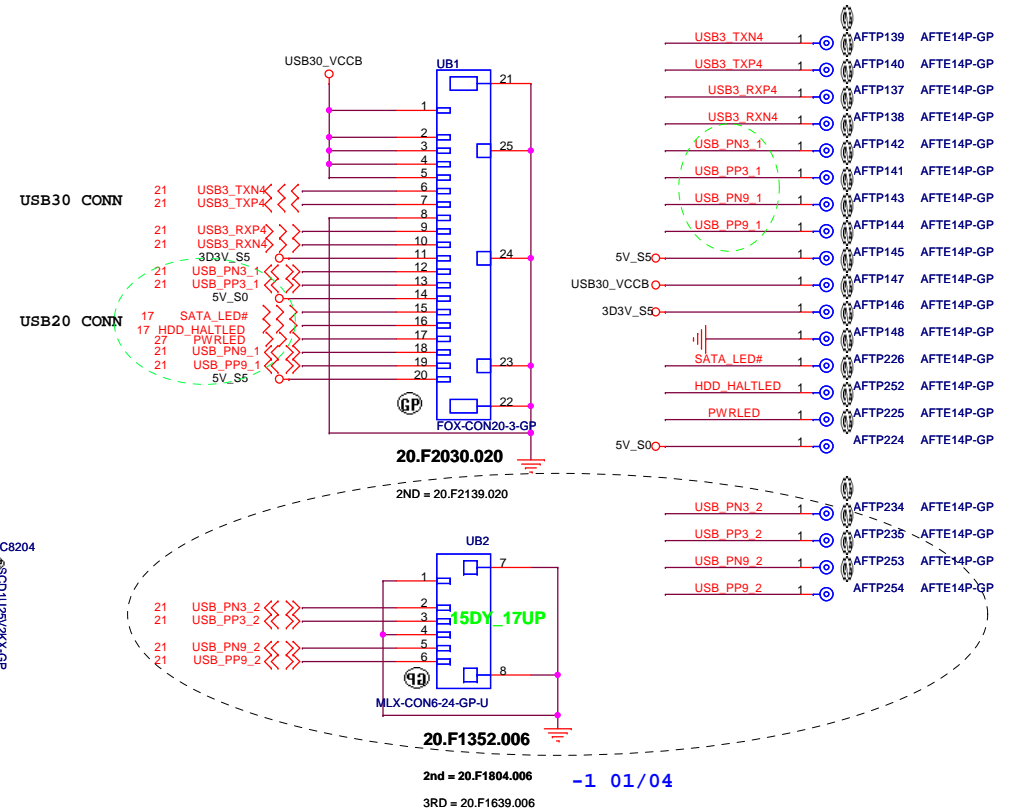 USB30_VCCB
UB1
21
1
2
3
25
4
5
USB30 CONN
21 USB3_TXN4 6
21 USB3_TXP4 7
8
21 USB3_RXP4 9
21 USB3_RXN4 10
3D3V_S5 11 24
21 USB_PN3_1 12
21 USB_PP3_1 13
5V_S0 14
USB20 CONN
17 SATA_LED# 15
17 HDD_HALTLED 16
27 PWRLED 17
21 USB_PN9_1 18
21 USB_PP9_1 19 23
5V_S5 20
22
GP
FOX-CON20-3-GP
20.F2030.020
2ND = 20.F2139.020
USB3_TXN4 1 AFTP139 AFTE14P-GP
USB3_TXP4 1 AFTP140 AFTE14P-GP
USB3_RXP4 1 AFTP137 AFTE14P-GP
USB3_RXN4 1 AFTP138 AFTE14P-GP
USB_PN3_1 1 AFTP142 AFTE14P-GP
USB_PP3_1 1 AFTP141 AFTE14P-GP
USB_PN9_1 1 AFTP143 AFTE14P-GP
USB_PP9_1 1 AFTP144 AFTE14P-GP
5V_S5 1 AFTP145 AFTE14P-GP
USB30_VCCB 1 AFTP147 AFTE14P-GP
3D3V_S5 1 AFTP146 AFTE14P-GP
1 AFTP148 AFTE14P-GP
SATA_LED# 1 AFTP226 AFTE14P-GP
HDD_HALTLED 1 AFTP252 AFTE14P-GP
PWRLED 1 AFTP225 AFTE14P-GP
5V_S0 1 AFTP224 AFTE14P-GP
USB_PN3_2 1 AFTP234 AFTE14P-GP
USB_PP3_2 1 AFTP235 AFTE14P-GP
USB_PN9_2 1 AFTP253 AFTE14P-GP
USB_PP9_2 1 AFTP254 AFTE14P-GP
C8204
UB2
7
1
21 USB_PN3_2 2
21 USB_PP3_2 3
15DY_17UP
4
21 USB_PN9_2 5
21 USB_PP9_2 6
8
GP
MLX-CON6-24-GP-U
20.F1352.006
2nd = 20.F1804.006
-1 01/04
3RD = 20.F1639.006